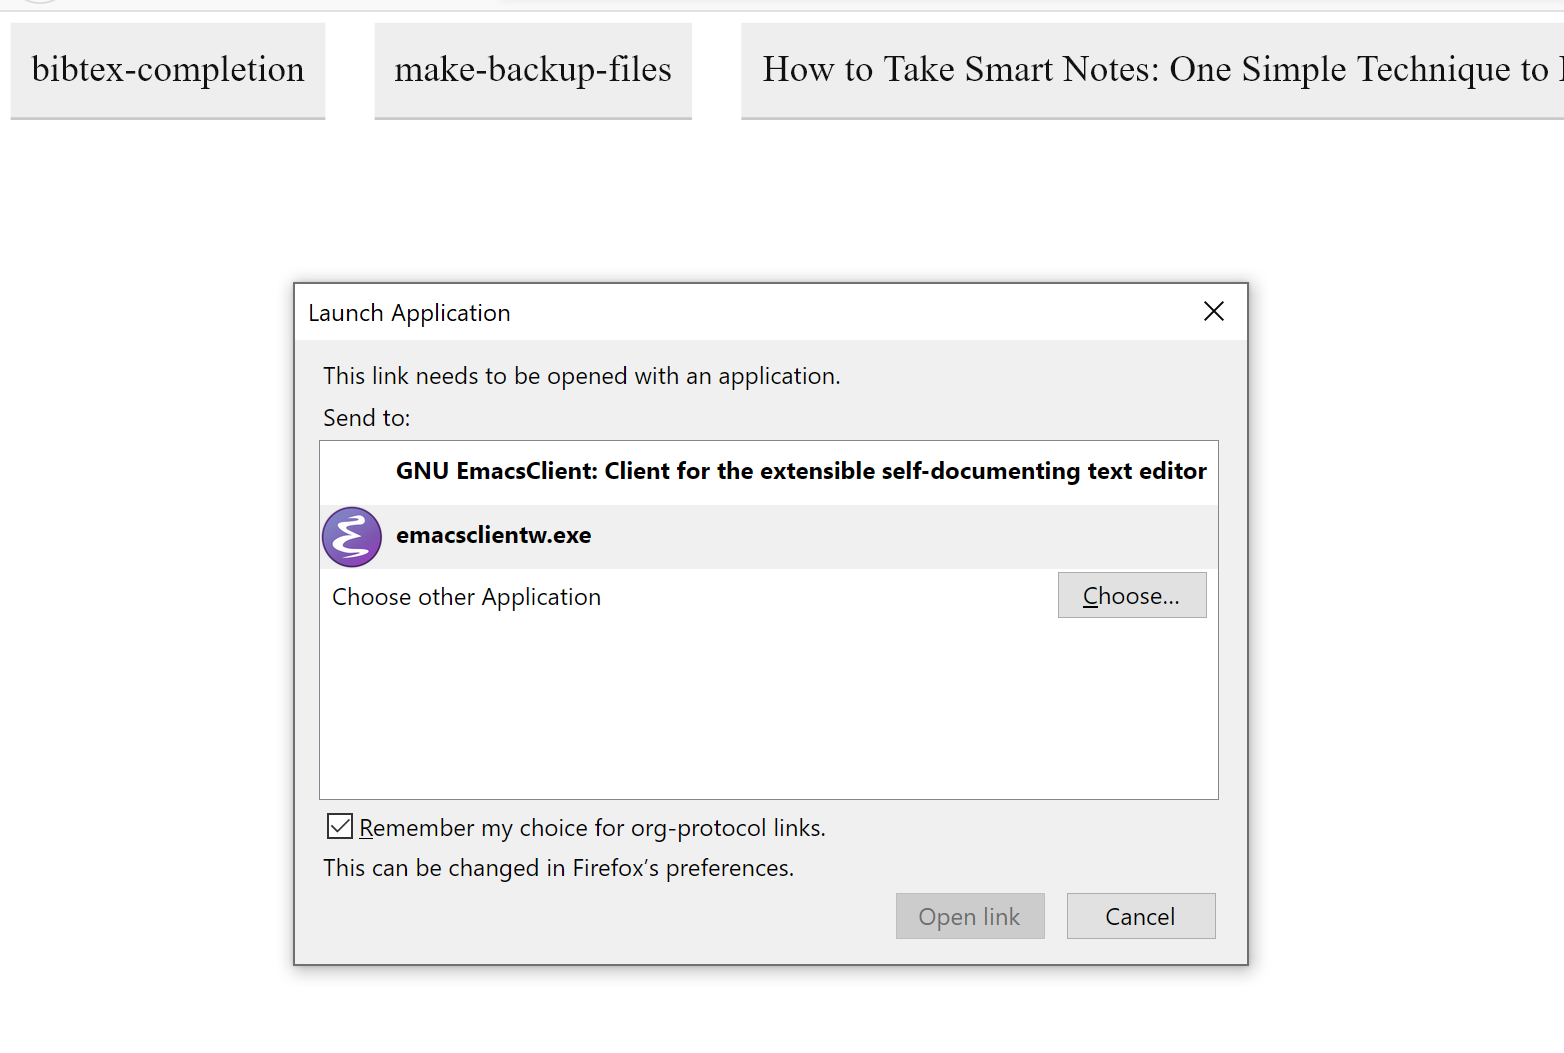 bibtex-completion
make-backup-files
How to Take Smart Notes: One Simple Technique to
Launch Application
This link needs to be opened with an application.
Send to:
GNU EmacsClient: Client for the extensible self-documenting text editor
emacsclientw.exe
Choose other Application
Choose...
Remember my choice for org-protocol links.
This can be changed in Firefox’s preferences.
Open link
Cancel